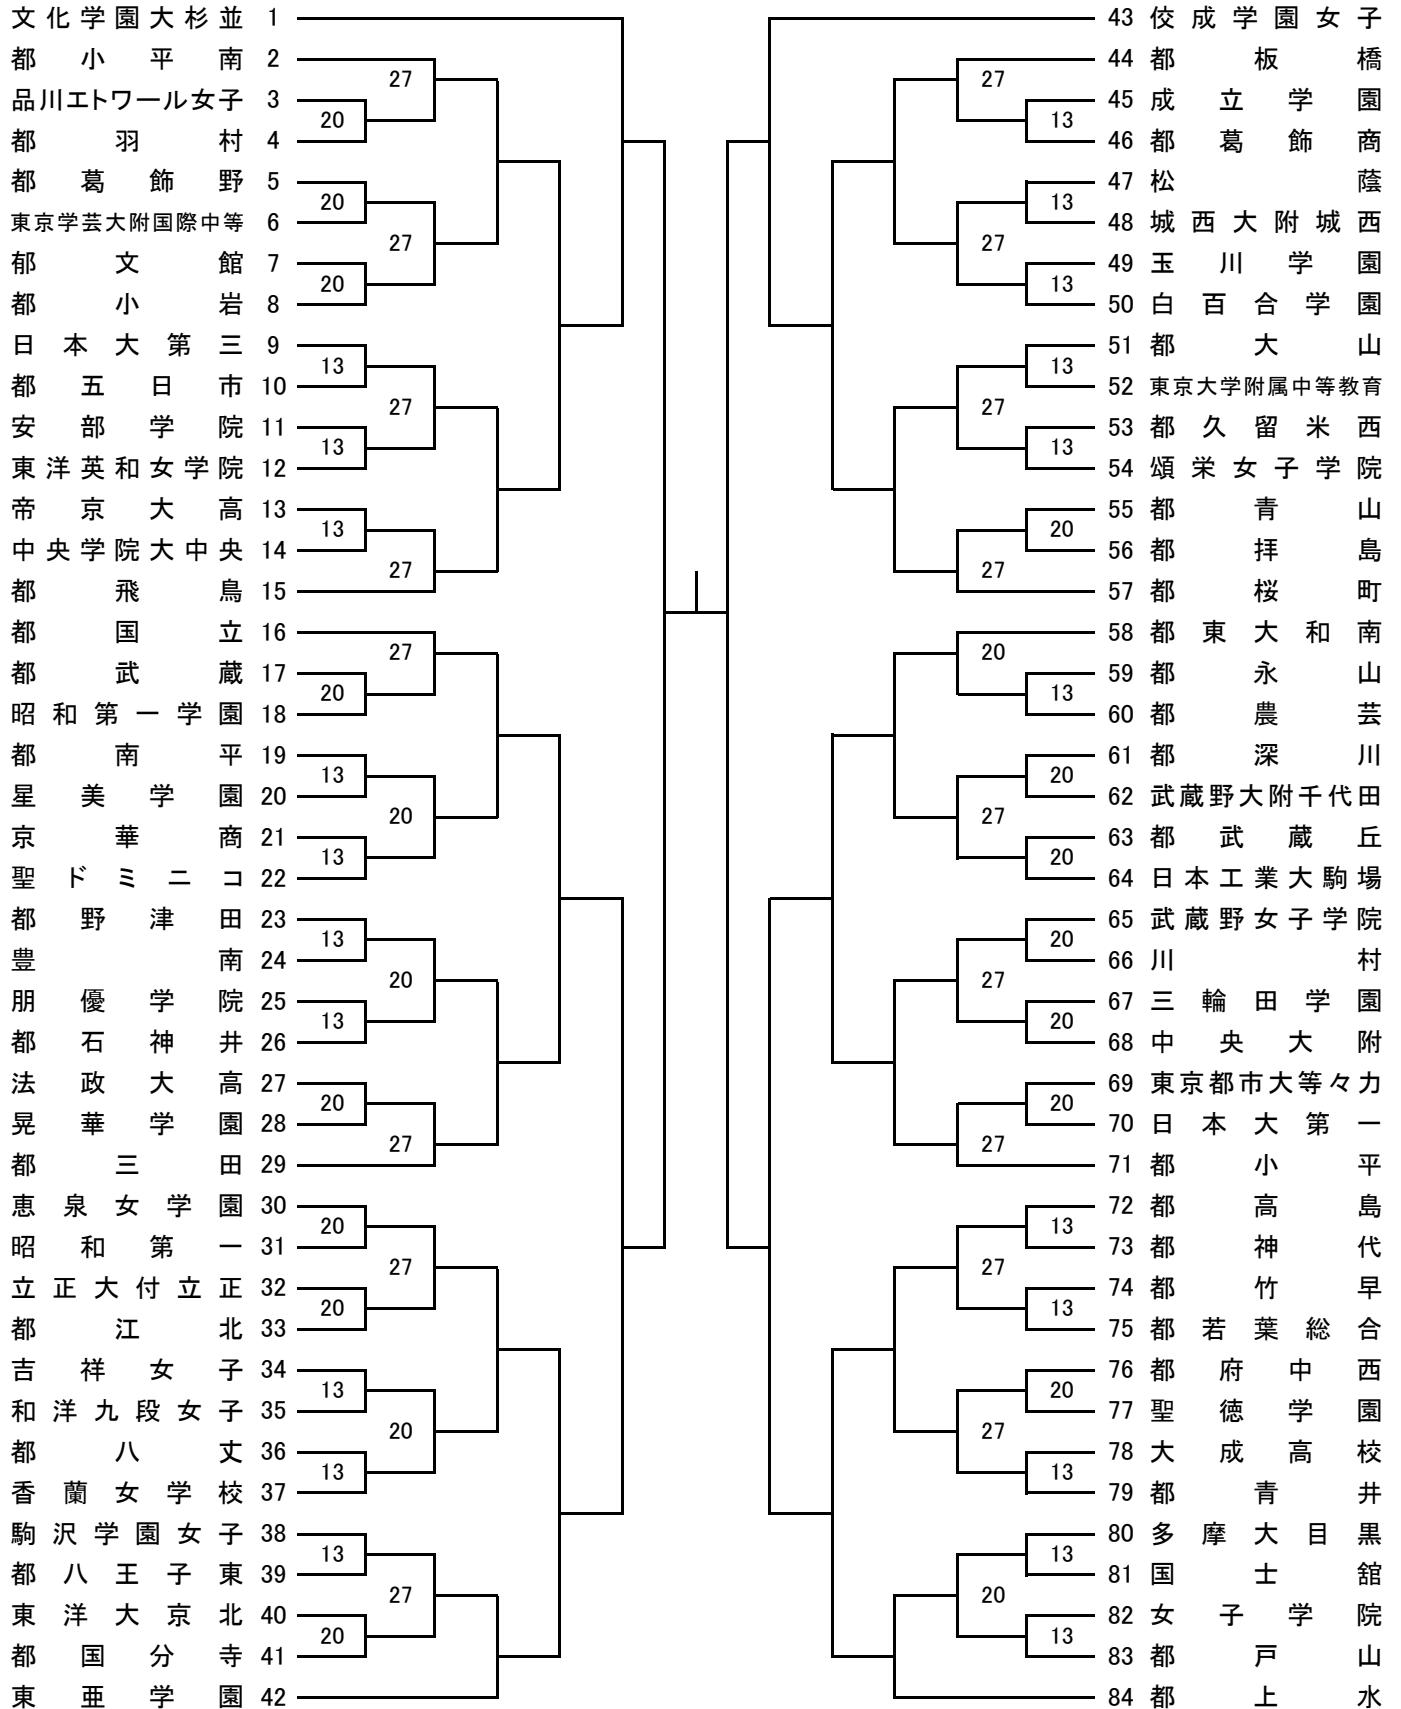 文化学園大杉並 1
都小平南 2
27
品川エトワール女子 3
20
都羽村 4
都葛飾野 5
20
東京学芸大附国際中等 6
27
郁文館 7
20
都小岩 8
日本大第三 9
13
都五日市 10
27
安部学院 11
13
東洋英和女学院 12
帝京大高 13
13
中央学院大中央 14
27
都飛鳥 15
都国立 16
27
都武蔵 17
20
昭和第一学園 18
都南平 19
13
星美学園 20
20
京華商 21
13
聖ドミニコ 22
都野津田 23
13
豊南 24
20
朋優学院 25
13
都石神井 26
法政大高 27
20
晃華学園 28
27
都三田 29
恵泉女学園 30
20
昭和第一 31
27
立正大付立正 32
20
都江北 33
吉祥女子 34
13
和洋九段女子 35
20
都八丈 36
13
香蘭女学校 37
駒沢学園女子 38
13
都八王子東 39
27
東洋大京北 40
20
都国分寺 41
東亜学園 42
43 佼成学園女子
44 都板橋
27
45 成立学園
13
46 都葛飾商
47 松蔭
13
48 城西大附城西
27
49 玉川学園
13
50 白百合学園
51 都大山
13
52 東京大学附属中等教育
27
53 都久留米西
13
54 頌栄女子学院
55 都青山
20
56 都拝島
27
57 都桜町
58 都東大和南
20
59 都永山
13
60 都農芸
61 都深川
20
62 武蔵野大附千代田
27
63 都武蔵丘
20
64 日本工業大駒場
65 武蔵野女子学院
20
66 川村
27
67 三輪田学園
20
68 中央大附
69 東京都市大等々力
20
70 日本大第一
27
71 都小平
72 都高島
13
73 都神代
27
74 都竹早
13
75 都若葉総合
76 都府中西
20
77 聖徳学園
27
78 大成高校
13
79 都青井
80 多摩大目黒
13
81 国士舘
20
82 女子学院
13
83 都戸山
84 都上水